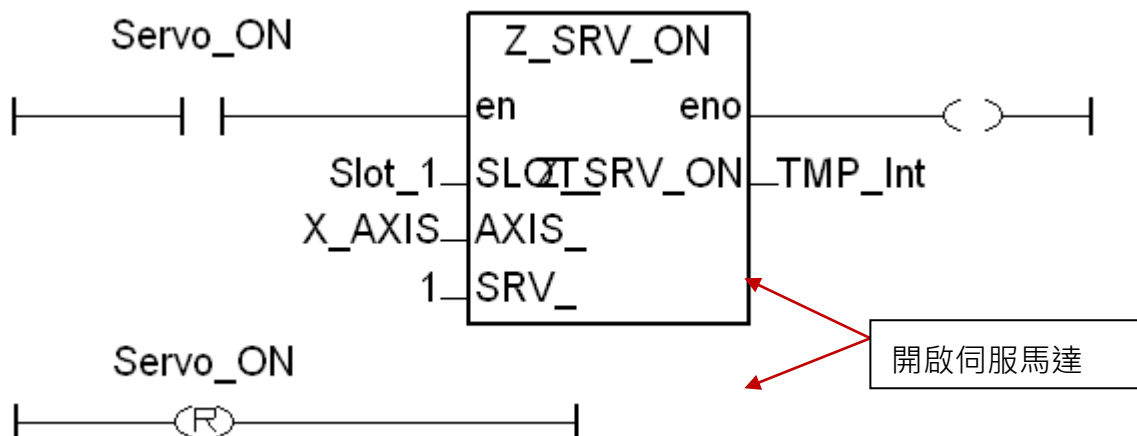 Servo_ON
Z_SRV_ON
en eno
Slot_1 SLOT_ Z_SRV_ON TMP_Int
X_AXIS AXIS_
1 SRV_
開啟伺服馬達
Servo_ON
R